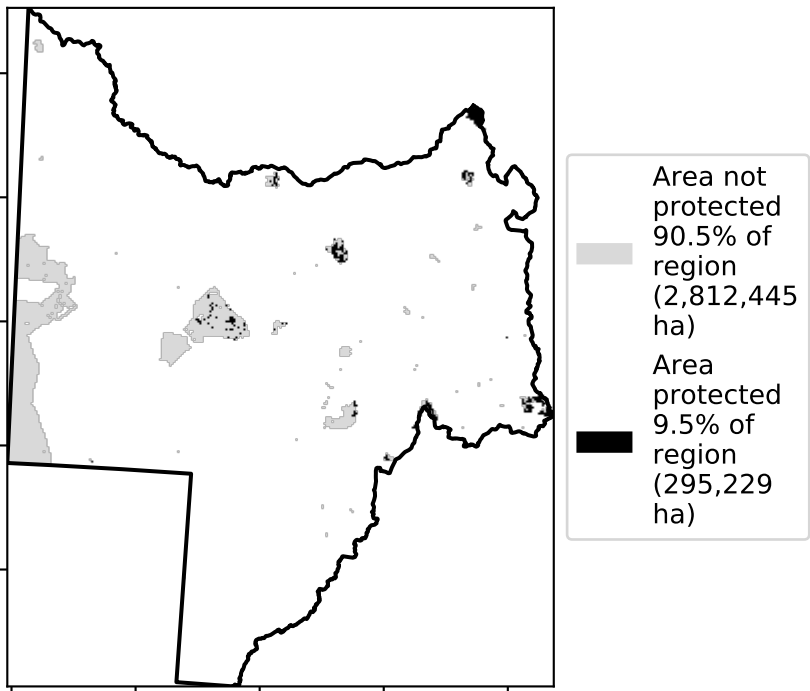 Area not
protected
90.5% of
region
(2,812,445
ha)
Area
protected
9.5% of
region
(295,229
ha)